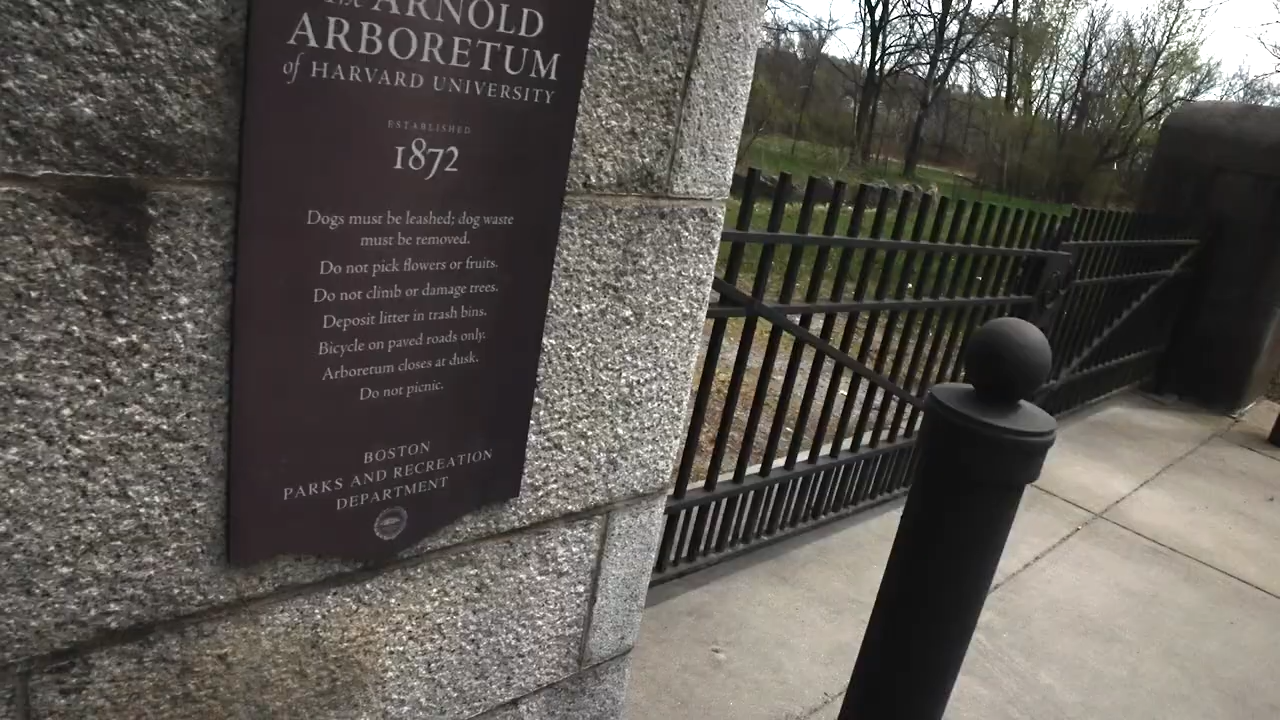 The ARNOLD
ARBORETUM
of HARVARD UNIVERSITY
ESTABLISHED
1872
Dogs must be leashed; dog waste
must be removed.
Do not pick flowers or fruits.
Do not climb or damage trees.
Deposit litter in trash bins.
Bicycle on paved roads only.
Arboretum closes at dusk.
Do not picnic.
BOSTON
PARKS AND RECREATION
DEPARTMENT